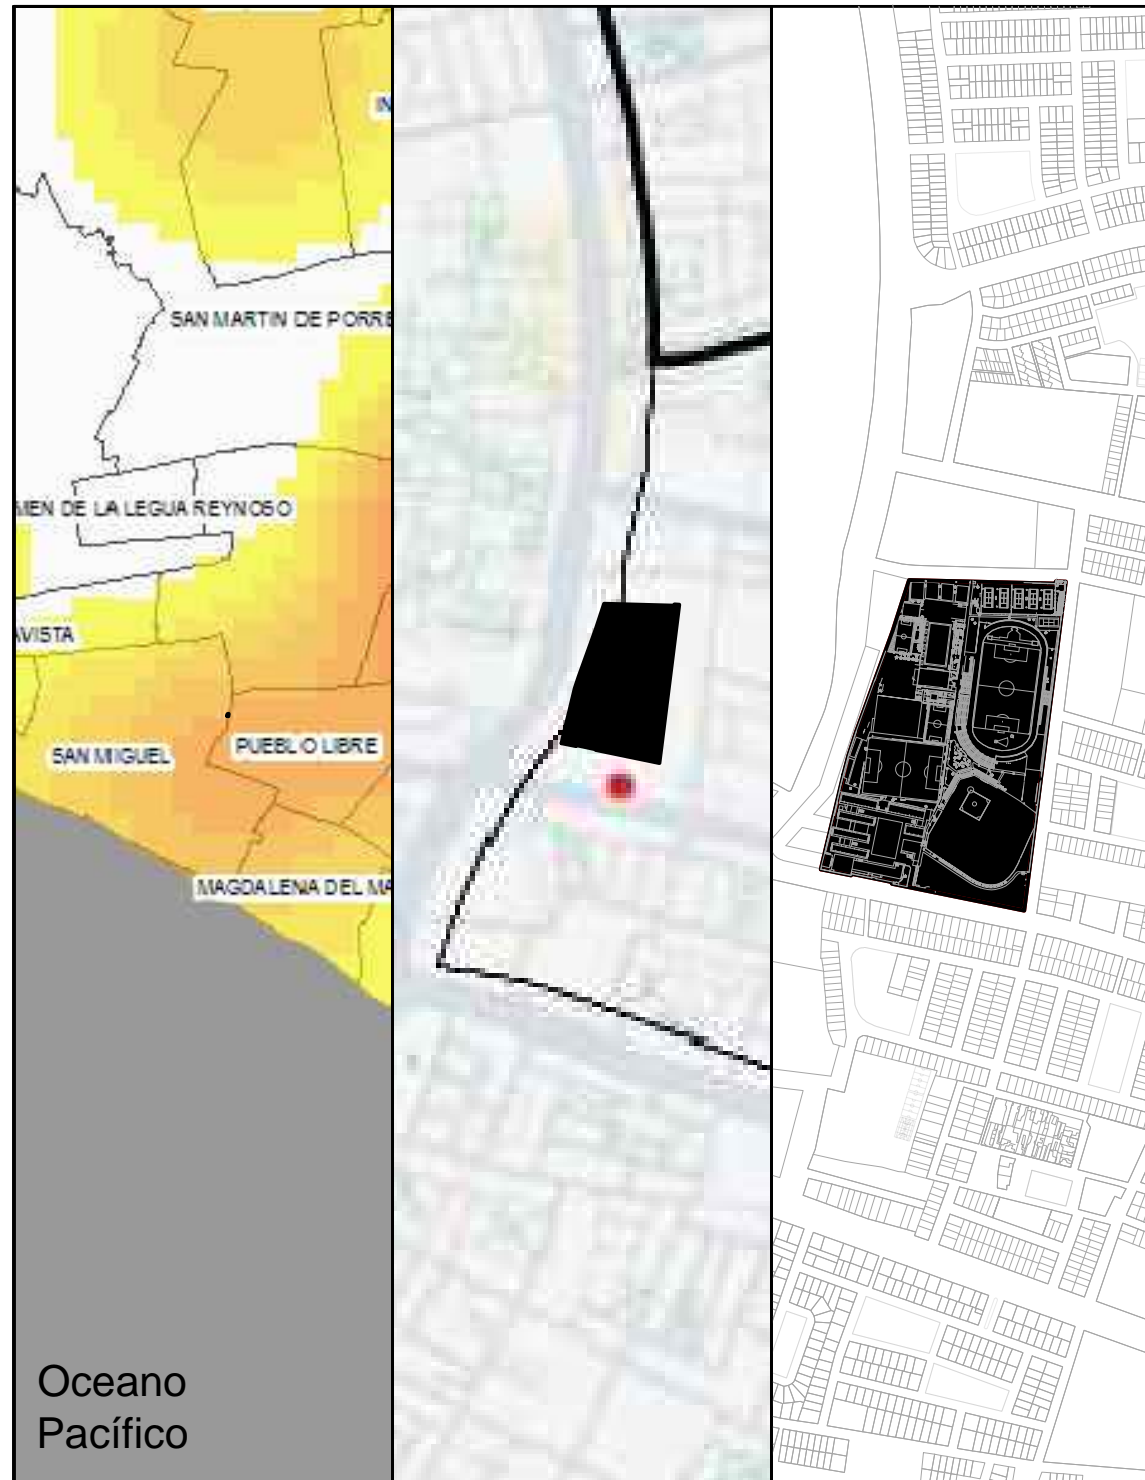 IN
SAN MARTIN DE PORRE
MEN DE LA LEGUA REYNOSO
AVISTA
SAN MIGUEL
PUEBLO LIBRE
MAGDALENA DEL MA
Oceano
Pacífico